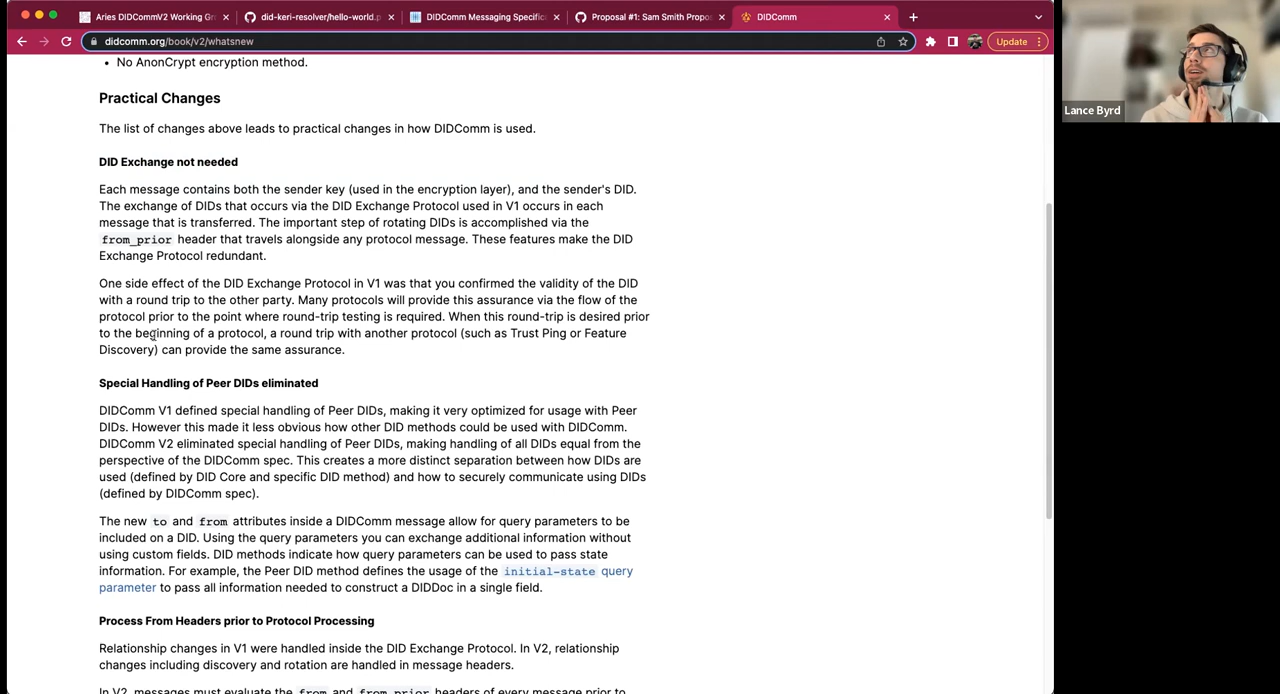 Aries DIDCommV2 Working Gr
did-keri-resolver/hello-world.p
DIDComm Messaging Specific
Proposal #1: Sam Smith Propos
DIDComm
didcomm.org/book/v2/whatsnew
Update
Lance Byrd
• No AnonCrypt encryption method.
Practical Changes
The list of changes above leads to practical changes in how DIDComm is used.
DID Exchange not needed
Each message contains both the sender key (used in the encryption layer), and the sender's DID.
The exchange of DIDs that occurs via the DID Exchange Protocol used in V1 occurs in each
message that is transferred. The important step of rotating DIDs is accomplished via the
from_prior header that travels alongside any protocol message. These features make the DID
Exchange Protocol redundant.
One side effect of the DID Exchange Protocol in V1 was that you confirmed the validity of the DID
with a round trip to the other party. Many protocols will provide this assurance via the flow of the
protocol prior to the point where round-trip testing is required. When this round-trip is desired prior
to the beginning of a protocol, a round trip with another protocol (such as Trust Ping or Feature
Discovery) can provide the same assurance.
Special Handling of Peer DIDs eliminated
DIDComm V1 defined special handling of Peer DIDs, making it very optimized for usage with Peer
DIDs. However this made it less obvious how other DID methods could be used with DIDComm.
DIDComm V2 eliminated special handling of Peer DIDs, making handling of all DIDs equal from the
perspective of the DIDComm spec. This creates a more distinct separation between how DIDs are
used (defined by DID Core and specific DID method) and how to securely communicate using DIDs
(defined by DIDComm spec).
The new to and from attributes inside a DIDComm message allow for query parameters to be
included on a DID. Using the query parameters you can exchange additional information without
using custom fields. DID methods indicate how query parameters can be used to pass state
information. For example, the Peer DID method defines the usage of the initial-state query
parameter to pass all information needed to construct a DIDDoc in a single field.
Process From Headers prior to Protocol Processing
Relationship changes in V1 were handled inside the DID Exchange Protocol. In V2, relationship
changes including discovery and rotation are handled in message headers.
In V2, messages must evaluate the from and from_prior headers of every message prior to